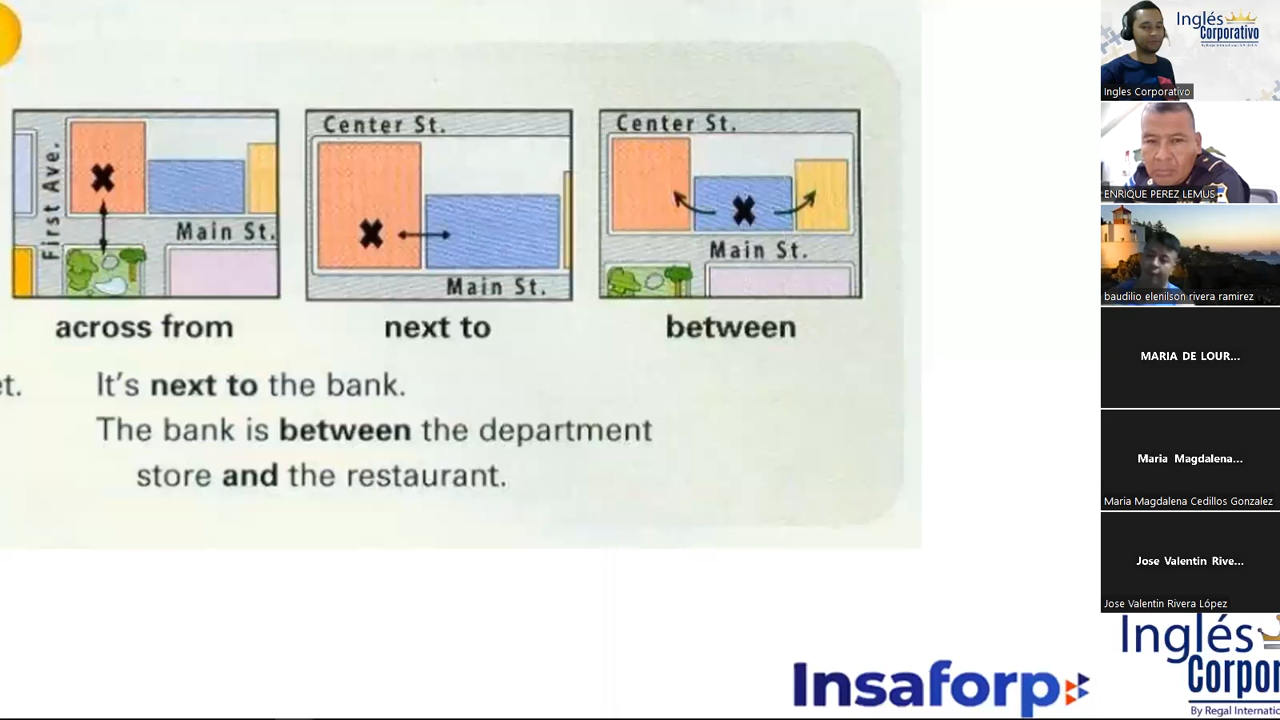 First Ave.
Main St.
Center St.
Main St.
Center St.
Main St.
across from
next to
between
et. It's next to the bank.
The bank is between the department
store and the restaurant.
Insaforp
Inglés
Corporativo
Ingles Corporativo
ENRIQUE PEREZ LEMUS
baudilio elenilson rivera ramirez
MARIA DE LOUR...
Maria Magdalena...
Maria Magdalena Cedillos Gonzalez
Jose Valentin Rive...
Jose Valentin Rivera López
Inglés
Corpor
By Regal Internatio